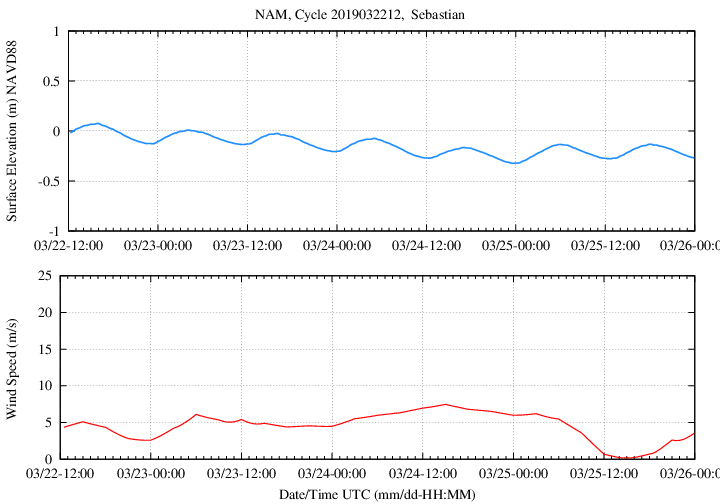 NAM, Cycle 2019032212, Sebastian
Surface Elevation (m) NAVD88
1
0.5
0
-0.5
-1
03/22-12:00 03/23-00:00 03/23-12:00 03/24-00:00 03/24-12:00 03/25-00:00 03/25-12:00 03/26-00:0
Wind Speed (m/s)
25
20
15
10
5
0
03/22-12:00 03/23-00:00 03/23-12:00 03/24-00:00 03/24-12:00 03/25-00:00 03/25-12:00 03/26-00:0
Date/Time UTC (mm/dd-HH:MM)